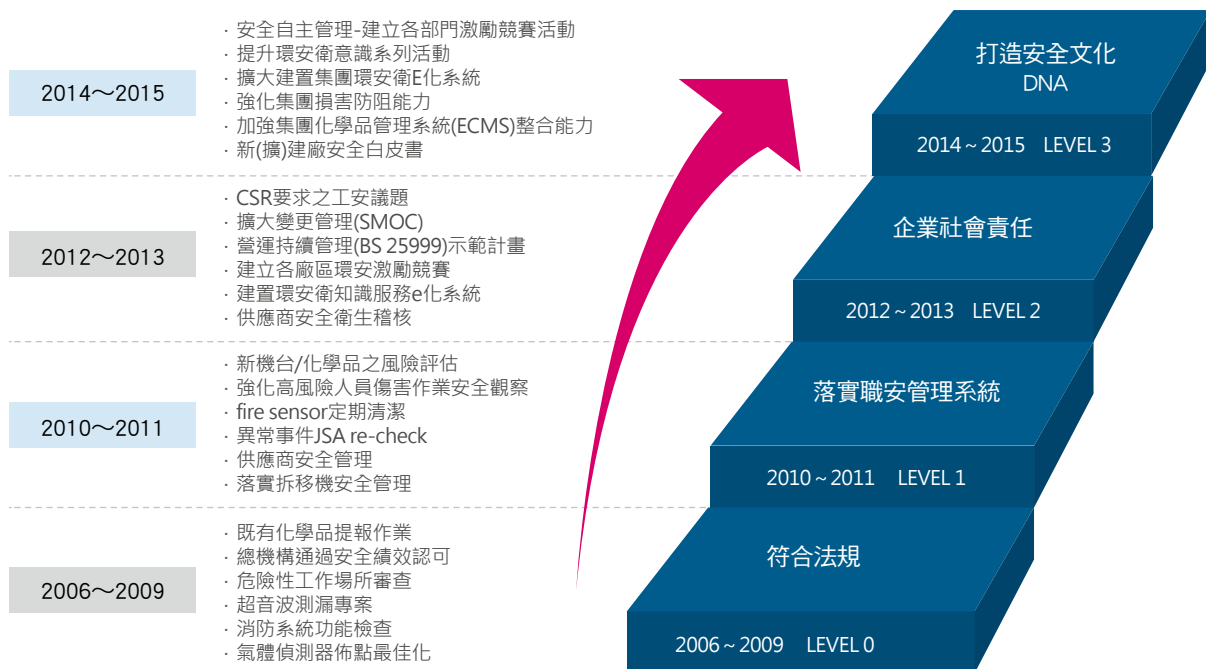 2014～2015
· 安全自主管理-建立各部門激勵競賽活動
· 提升環安衛意識系列活動
· 擴大建置集團環安衛E化系統
· 強化集團損害防阻能力
· 加強集團化學品管理系統(ECMS)整合能力
· 新(擴)建廠安全白皮書
打造安全文化
DNA
2014 ~ 2015 LEVEL 3
2012～2013
· CSR要求之工安議題
· 擴大變更管理(SMOC)
· 營運持續管理(BS 25999)示範計畫
· 建立各廠區環安激勵競賽
· 建置環安衛知識服務e化系統
· 供應商安全衛生稽核
企業社會責任
2012 ~ 2013 LEVEL 2
2010～2011
· 新機台/化學品之風險評估
· 強化高風險人員傷害作業安全觀察
· fire sensor定期清潔
· 異常事件JSA re-check
· 供應商安全管理
· 落實拆移機安全管理
落實職安管理系統
2010 ~ 2011 LEVEL 1
2006～2009
· 既有化學品提報作業
· 總機構通過安全績效認可
· 危險性工作場所審查
· 超音波測漏專案
· 消防系統功能檢查
· 氣體偵測器佈點最佳化
符合法規
2006 ~ 2009 LEVEL 0